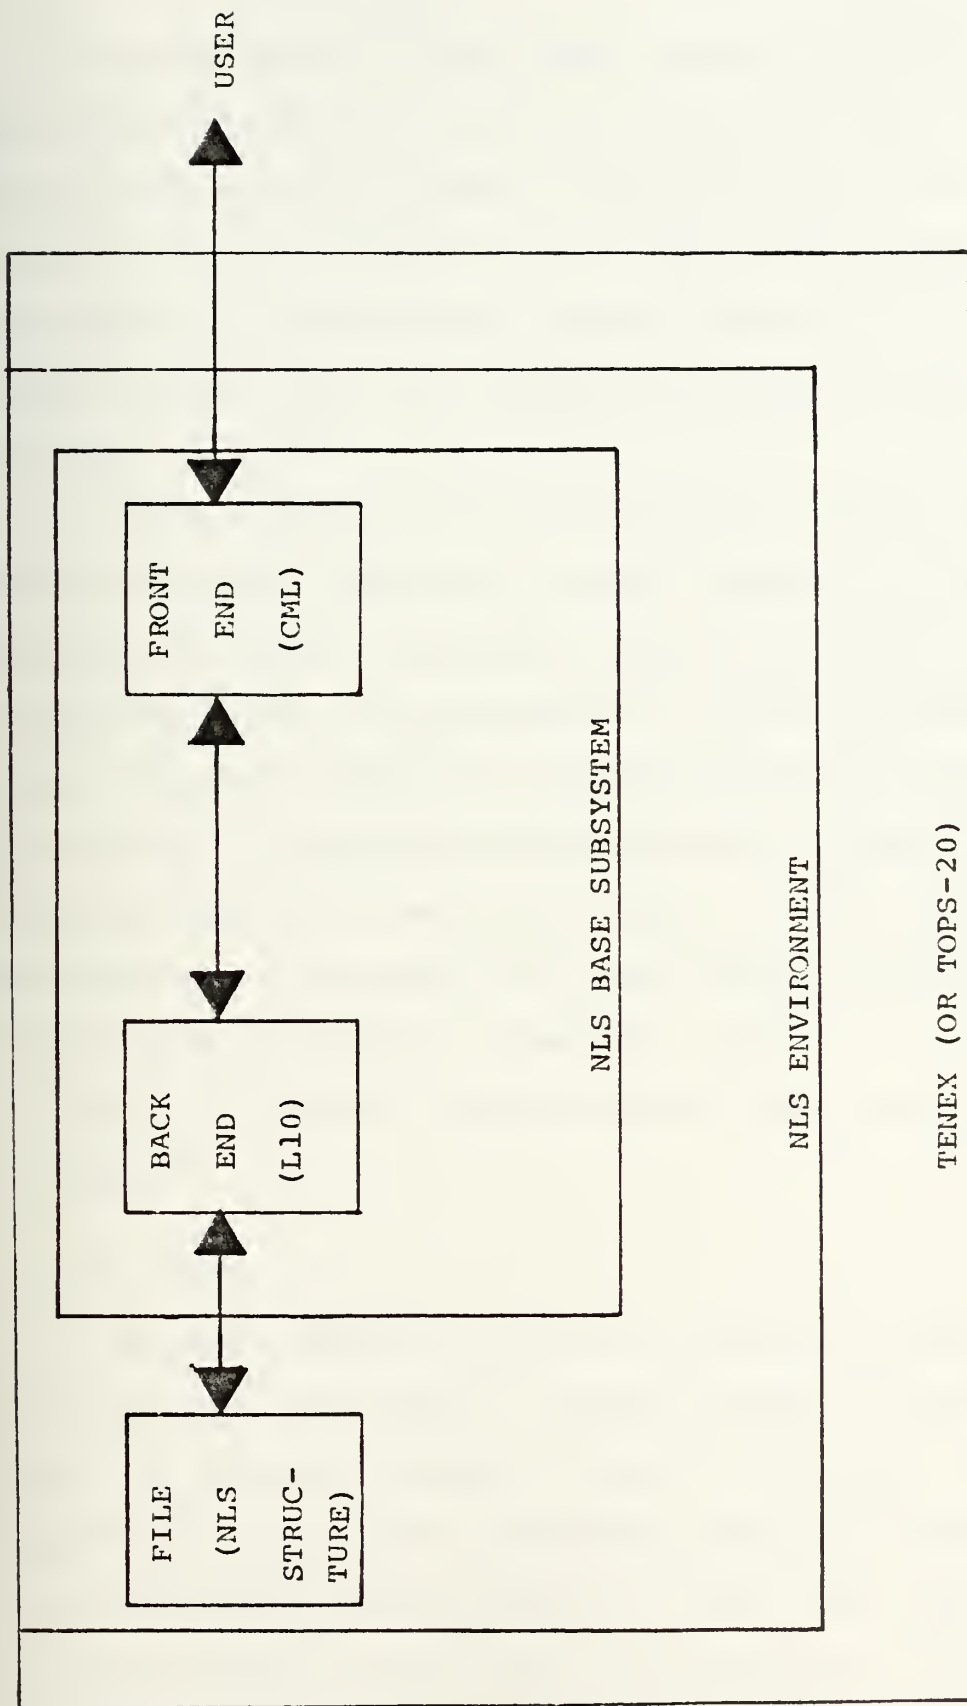 FILE
(NLS
STRUC-
TURE)
BACK
END
(L10)
FRONT
END
(CML)
USER
NLS BASE SUBSYSTEM
NLS ENVIRONMENT
TENEX (OR TOPS-20)